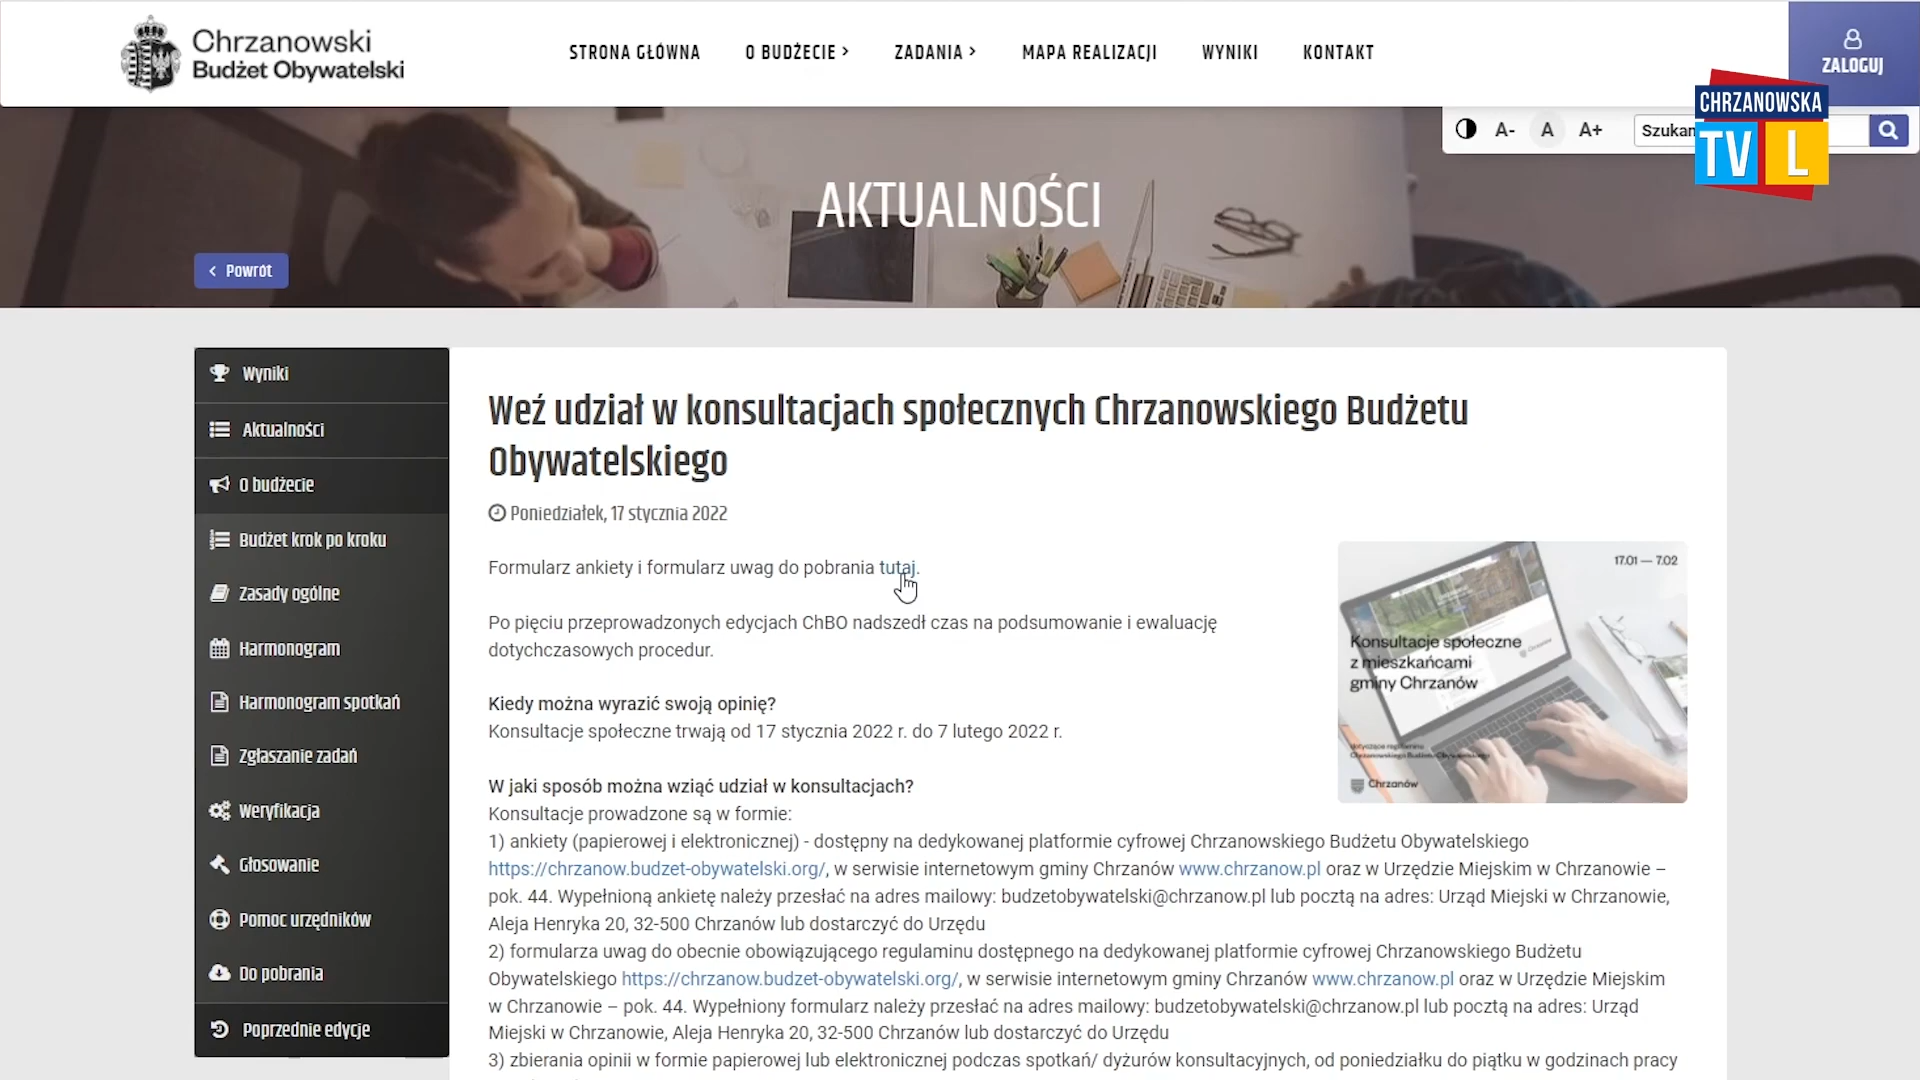 Chrzanowski
Budżet Obywatelski
STRONA GŁÓWNA
O BUDŻECIE >
ZADANIA >
MAPA REALIZACJI
WYNIKI
KONTAKT
ZALOGUJ
A-
A
A+
Szukan
CHRZANOWSKA
TV L
AKTUALNOŚCI
< Powrót
Wyniki
Aktualności
O budżecie
Budżet krok po kroku
Zasady ogólne
Harmonogram
Harmonogram spotkań
Zgłaszanie zadań
Weryfikacja
Głosowanie
Pomoc urzędników
Do pobrania
Poprzednie edycje
Weź udział w konsultacjach społecznych Chrzanowskiego Budżetu
Obywatelskiego
Poniedziałek, 17 stycznia 2022
Formularz ankiety i formularz uwag do pobrania tutaj.
Po pięciu przeprowadzonych edycjach ChBO nadszedł czas na podsumowanie i ewaluację
dotychczasowych procedur.
Kiedy można wyrazić swoją opinię?
Konsultacje społeczne trwają od 17 stycznia 2022 r. do 7 lutego 2022 r.
17.01 — 7.02
Konsultacje społeczne
z mieszkańcami
gminy Chrzanów
dotyczące regulaminu
Chrzanowskiego Budżetu Obywatelskiego
Chrzanów
W jaki sposób można wziąć udział w konsultacjach?
Konsultacje prowadzone są w formie:
1) ankiety (papierowej i elektronicznej) - dostępny na dedykowanej platformie cyfrowej Chrzanowskiego Budżetu Obywatelskiego
https://chrzanow.budzet-obywatelski.org/, w serwisie internetowym gminy Chrzanów www.chrzanow.pl oraz w Urzędzie Miejskim w Chrzanowie –
pok. 44. Wypełnioną ankietę należy przesłać na adres mailowy: budzetobywatelski@chrzanow.pl lub pocztą na adres: Urząd Miejski w Chrzanowie,
Aleja Henryka 20, 32-500 Chrzanów lub dostarczyć do Urzędu
2) formularza uwag do obecnie obowiązującego regulaminu dostępnego na dedykowanej platformie cyfrowej Chrzanowskiego Budżetu
Obywatelskiego https://chrzanow.budzet-obywatelski.org/, w serwisie internetowym gminy Chrzanów www.chrzanow.pl oraz w Urzędzie Miejskim
w Chrzanowie – pok. 44. Wypełniony formularz należy przesłać na adres mailowy: budzetobywatelski@chrzanow.pl lub pocztą na adres: Urząd
Miejski w Chrzanowie, Aleja Henryka 20, 32-500 Chrzanów lub dostarczyć do Urzędu
3) zbierania opinii w formie papierowej lub elektronicznej podczas spotkań/ dyżurów konsultacyjnych, od poniedziałku do piątku w godzinach pracy